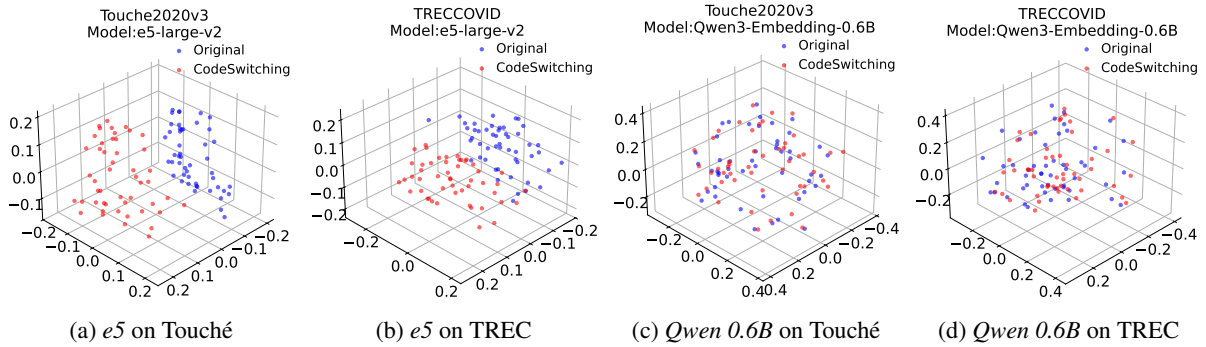 Touche2020v3
Model:e5-large-v2
Original
CodeSwitching
0.2
0.1
0.0
−0.1
−0.2
−0.1
0.0
0.1
0.2
−0.2
−0.1
0.0
0.1
0.2
(a) e5 on Touché
TRECCOVID
Model:e5-large-v2
Original
CodeSwitching
0.2
0.1
0.0
−0.1
−0.2
−0.2
0.0
0.2
−0.2
−0.1
0.0
0.1
0.2
(b) e5 on TREC
Touche2020v3
Model:Qwen3-Embedding-0.6B
Original
CodeSwitching
0.4
0.2
0.0
−0.2
−0.2
0.0
0.2
0.4
−0.4
−0.2
0.0
0.2
0.4
(c) Qwen 0.6B on Touché
TRECCOVID
Model:Qwen3-Embedding-0.6B
Original
CodeSwitching
0.4
0.2
0.0
−0.2
−0.2
0.0
0.2
0.4
−0.4
−0.2
0.0
0.2
(d) Qwen 0.6B on TREC